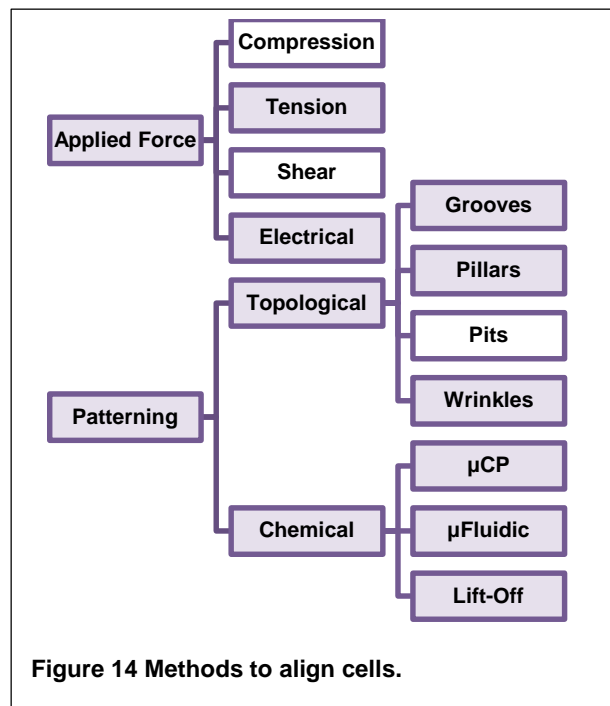 Compression
Applied Force
Tension
Shear
Electrical
Patterning
Topological
Grooves
Pillars
Pits
Wrinkles
Chemical
µCP
µFluidic
Lift-Off
Figure 14 Methods to align cells.